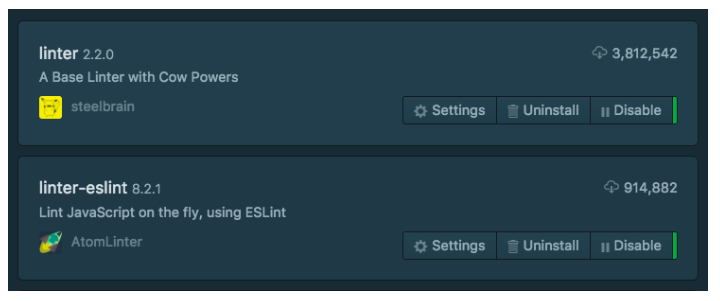 linter 2.2.0 3,812,542
A Base Linter with Cow Powers
steelbrain
Settings Uninstall Disable
linter-eslint 8.2.1 914,882
Lint JavaScript on the fly, using ESLint
AtomLinter
Settings Uninstall Disable